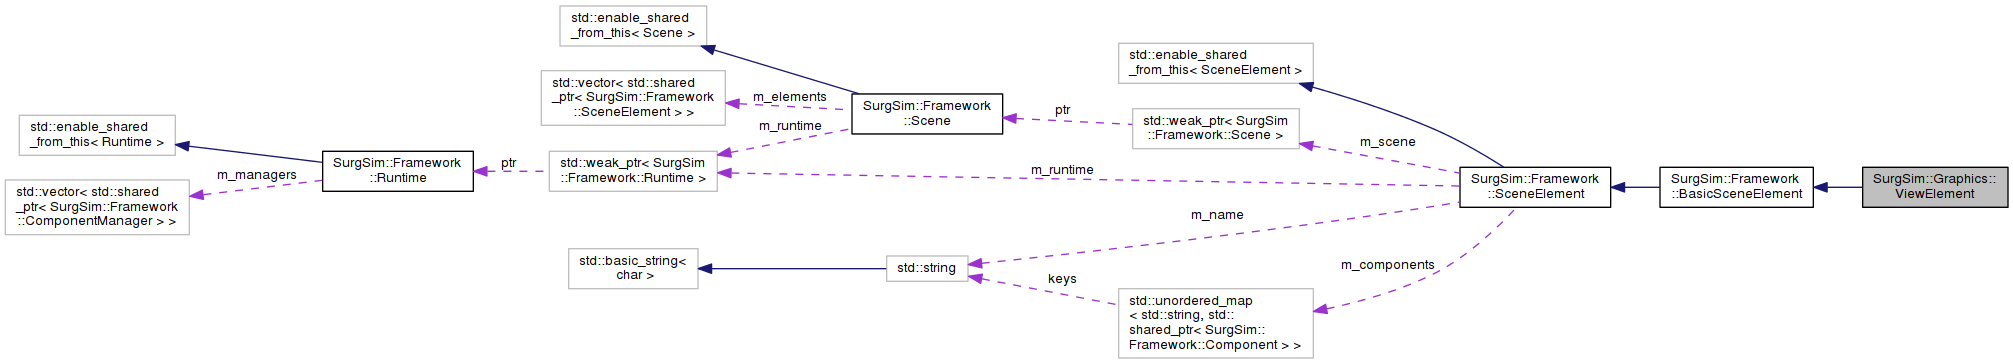 std::enable_shared
_from_this< Scene >
std::enable_shared
_from_this< SceneElement >
std::vector< std::shared
_ptr< SurgSim::Framework
::SceneElement > >
m_elements
SurgSim::Framework
::Scene
ptr
std::weak_ptr< SurgSim
::Framework::Scene >
std::enable_shared
_from_this< Runtime >
m_runtime
m_scene
SurgSim::Framework
::Runtime
ptr
std::weak_ptr< SurgSim
::Framework::Runtime >
m_managers
m_runtime
std::vector< std::shared
_ptr< SurgSim::Framework
::ComponentManager > >
SurgSim::Framework
::SceneElement
SurgSim::Framework
::BasicSceneElement
SurgSim::Graphics::
ViewElement
m_name
std::basic_string<
char >
std::string
m_components
keys
std::unordered_map
< std::string, std::
shared_ptr< SurgSim::
Framework::Component > >